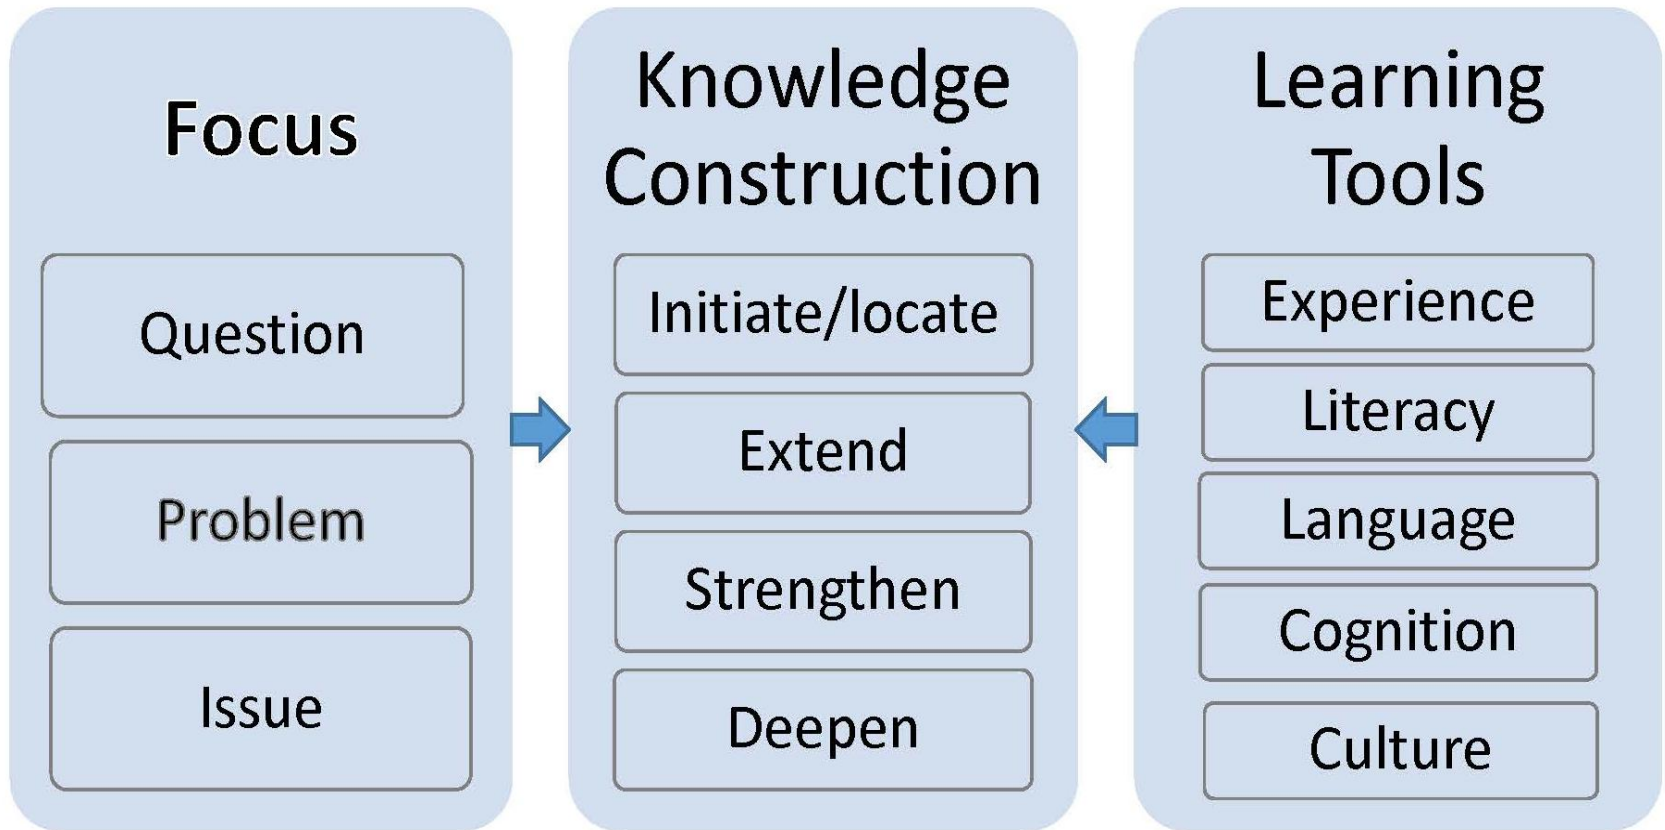 Focus
Question
Problem
Issue
Knowledge
Construction
Initiate/locate
Extend
Strengthen
Deepen
Learning
Tools
Experience
Literacy
Language
Cognition
Culture